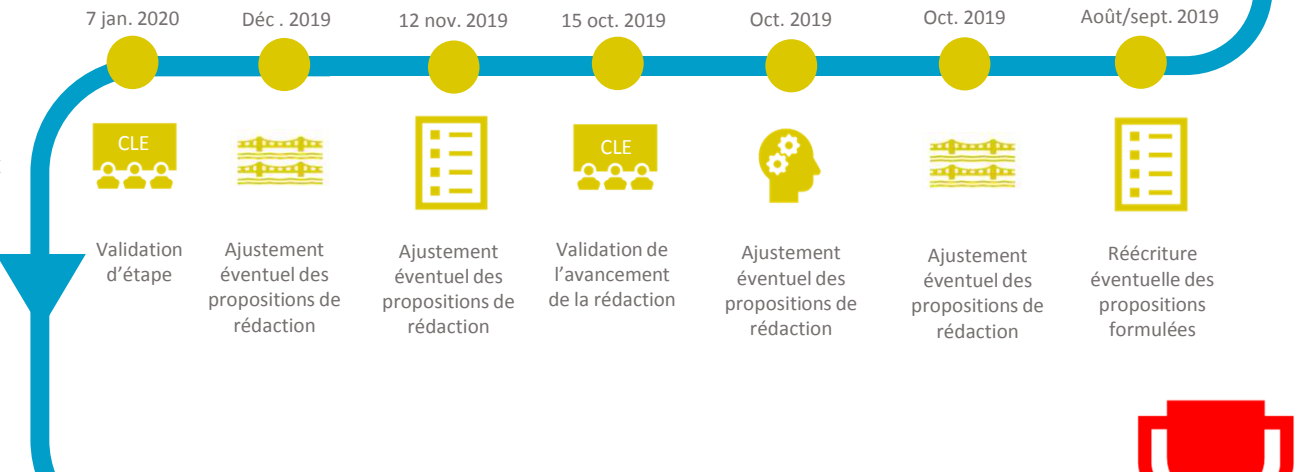 7 jan. 2020
Déc . 2019
12 nov. 2019
15 oct. 2019
Oct. 2019
Oct. 2019
Août/sept. 2019
CLE
CLE
Validation
d’étape
Ajustement
éventuel des
propositions de
rédaction
Ajustement
éventuel des
propositions de
rédaction
Validation de
l’avancement
de la rédaction
Ajustement
éventuel des
propositions de
rédaction
Ajustement
éventuel des
propositions de
rédaction
Réécriture
éventuelle des
propositions
formulées